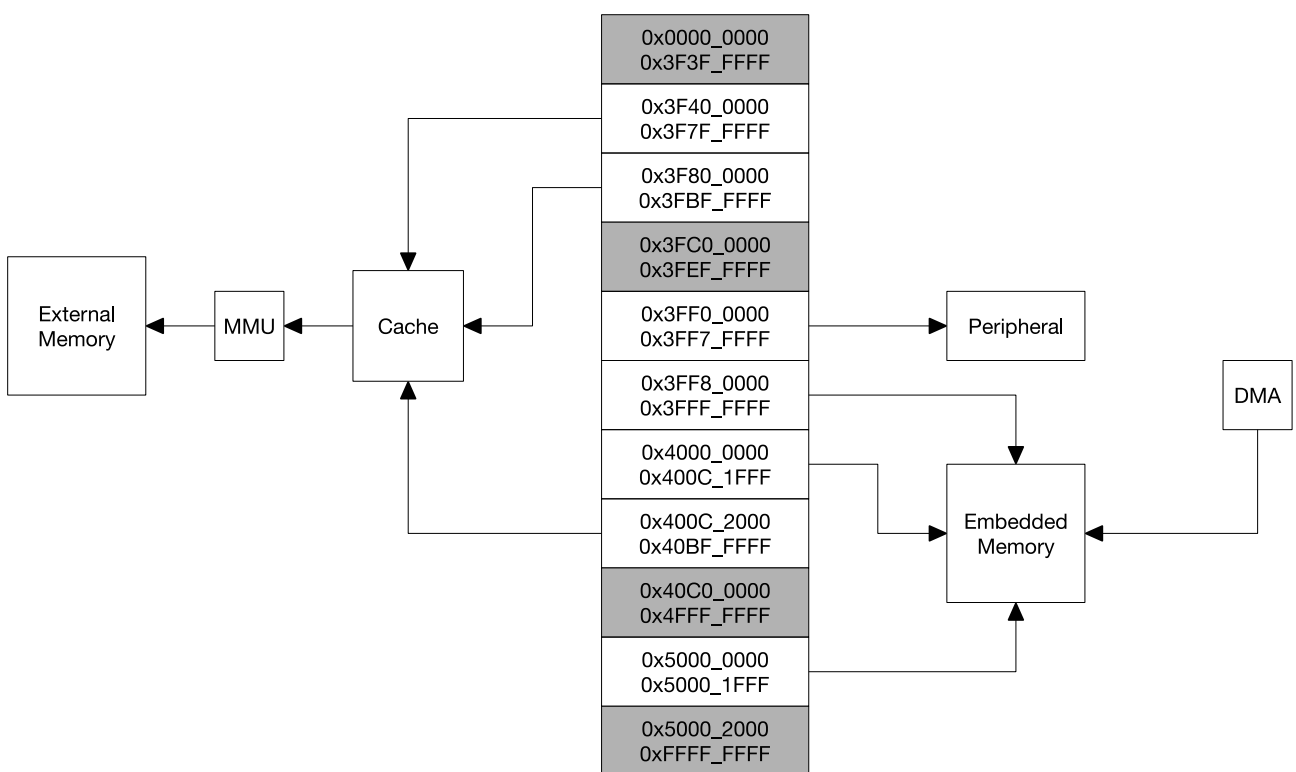 0x0000_0000
0x3F3F_FFFF
0x3F40_0000
0x3F7F_FFFF
0x3F80_0000
0x3FBF_FFFF
0x3FC0_0000
0x3FEF_FFFF
External
Memory
MMU
Cache
0x3FF0_0000
0x3FF7_FFFF
Peripheral
0x3FF8_0000
0x3FFF_FFFF
DMA
0x4000_0000
0x400C_1FFF
0x400C_2000
0x40BF_FFFF
Embedded
Memory
0x40C0_0000
0x4FFF_FFFF
0x5000_0000
0x5000_1FFF
0x5000_2000
0xFFFF_FFFF